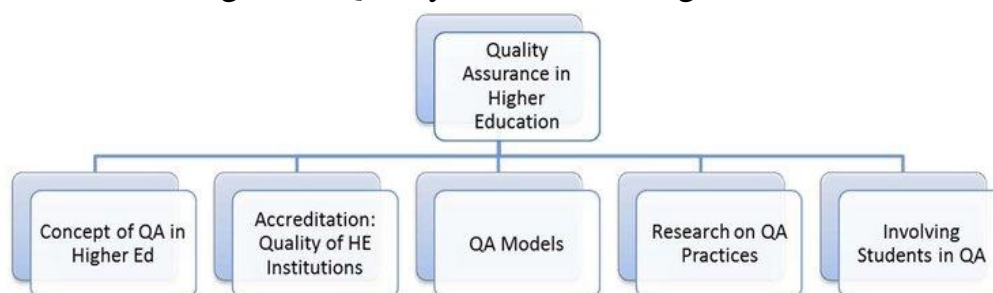 Quality
Assurance in
Higher
Education
Concept of QA in
Higher Ed
Accreditation:
Quality of HE
Institutions
QA Models
Research on QA
Practices
Involving
Students in QA